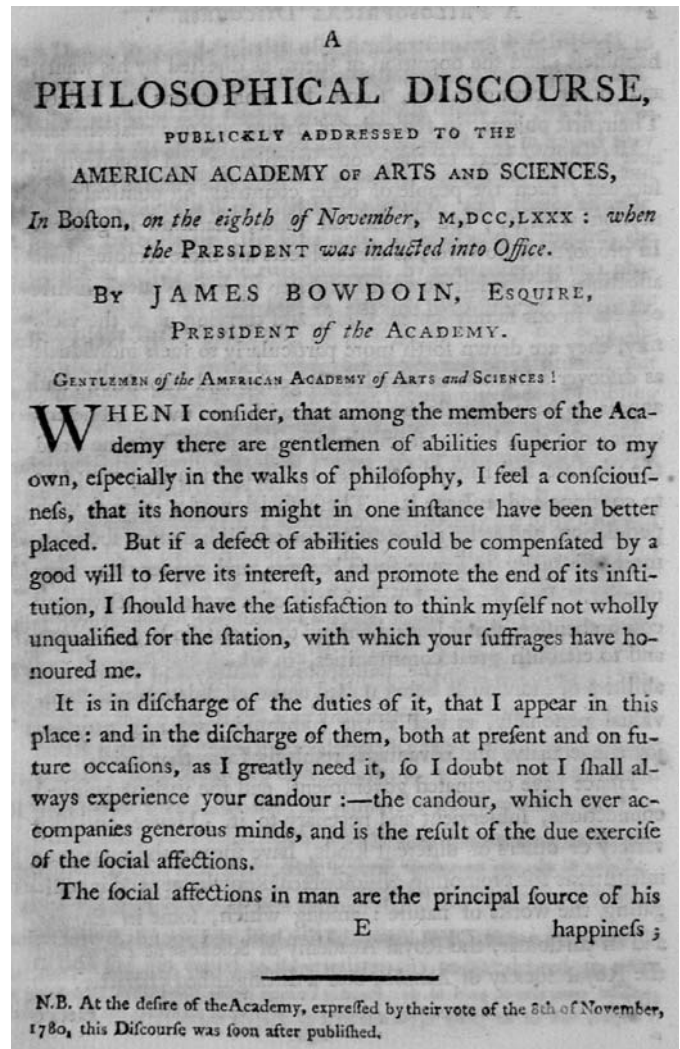 A
PHILOSOPHICAL DISCOURSE,
PUBLICKLY ADDRESSED TO THE
AMERICAN ACADEMY OF ARTS AND SCIENCES,
In Boſton, on the eighth of November, M,DCC,LXXX : when
the PRESIDENT was inducted into Office.
BY JAMES BOWDOIN, ESQUIRE,
PRESIDENT of the ACADEMY.
GENTLEMEN of the AMERICAN ACADEMY of ARTS and SCIENCES !
WHEN I conſider, that among the members of the Aca-
demy there are gentlemen of abilities ſuperior to my
own, eſpecially in the walks of philoſophy, I feel a conſciouſ-
neſs, that its honours might in one inſtance have been better
placed. But if a defect of abilities could be compenſated by a
good will to ſerve its intereſt, and promote the end of its inſti-
tution, I ſhould have the ſatisfaction to think myſelf not wholly
unqualified for the ſtation, with which your ſuffrages have ho-
noured me.
It is in diſcharge of the duties of it, that I appear in this
place : and in the diſcharge of them, both at preſent and on fu-
ture occaſions, as I greatly need it, ſo I doubt not I ſhall al-
ways experience your candour :—the candour, which ever ac-
companies generous minds, and is the reſult of the due exerciſe
of the ſocial affections.
The ſocial affections in man are the principal ſource of his
E happineſs ;
N.B. At the deſire of the Academy, expreſſed by their vote of the 8th of November,
1780, this Diſcourſe was ſoon after publiſhed.